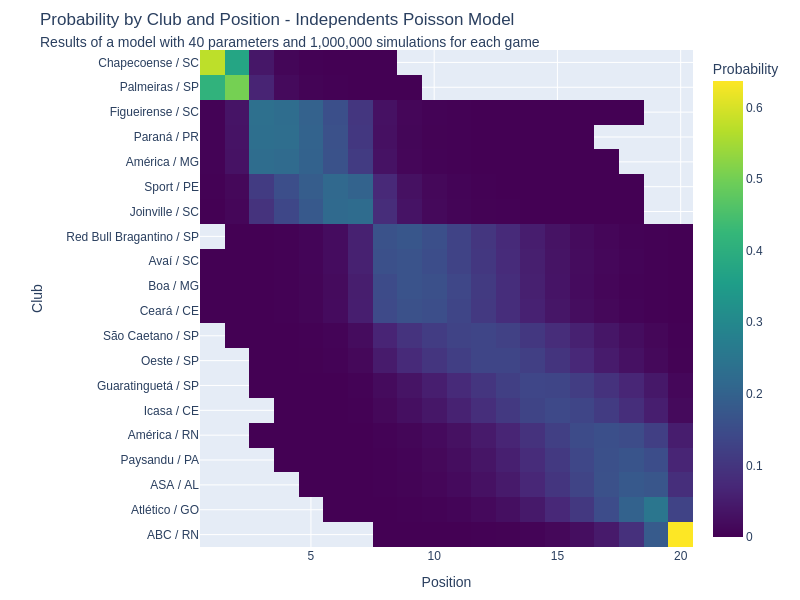 Probability by Club and Position - Independents Poisson Model
Results of a model with 40 parameters and 1,000,000 simulations for each game
Probability
Club
Chapecoense / SC
Palmeiras / SP
Figueirense / SC
Paraná / PR
América / MG
Sport / PE
Joinville / SC
Red Bull Bragantino / SP
Avaí / SC
Boa / MG
Ceará / CE
São Caetano / SP
Oeste / SP
Guaratinguetá / SP
Icasa / CE
América / RN
Paysandu / PA
ASA / AL
Atlético / GO
ABC / RN
0.6
0.5
0.4
0.3
0.2
0.1
0
5 10 15 20
Position